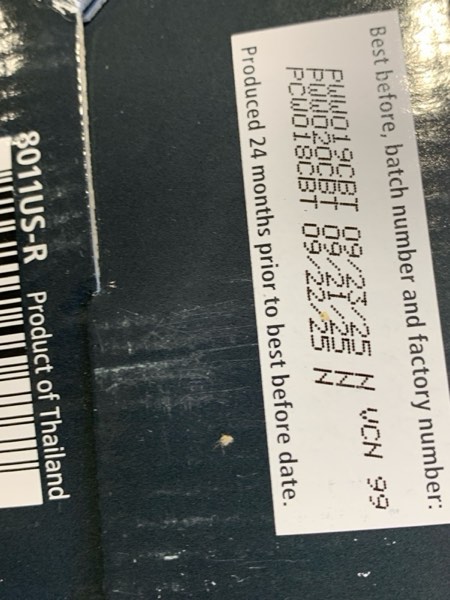 Best before, batch number and factory number:
PWW019CBT 09/23/25 N VCN 99
PQW020CBT 09/21/25 N
PCW018CBT 09/22/25 N
Produced 24 months prior to best before date.
8011US-R Product of Thailand